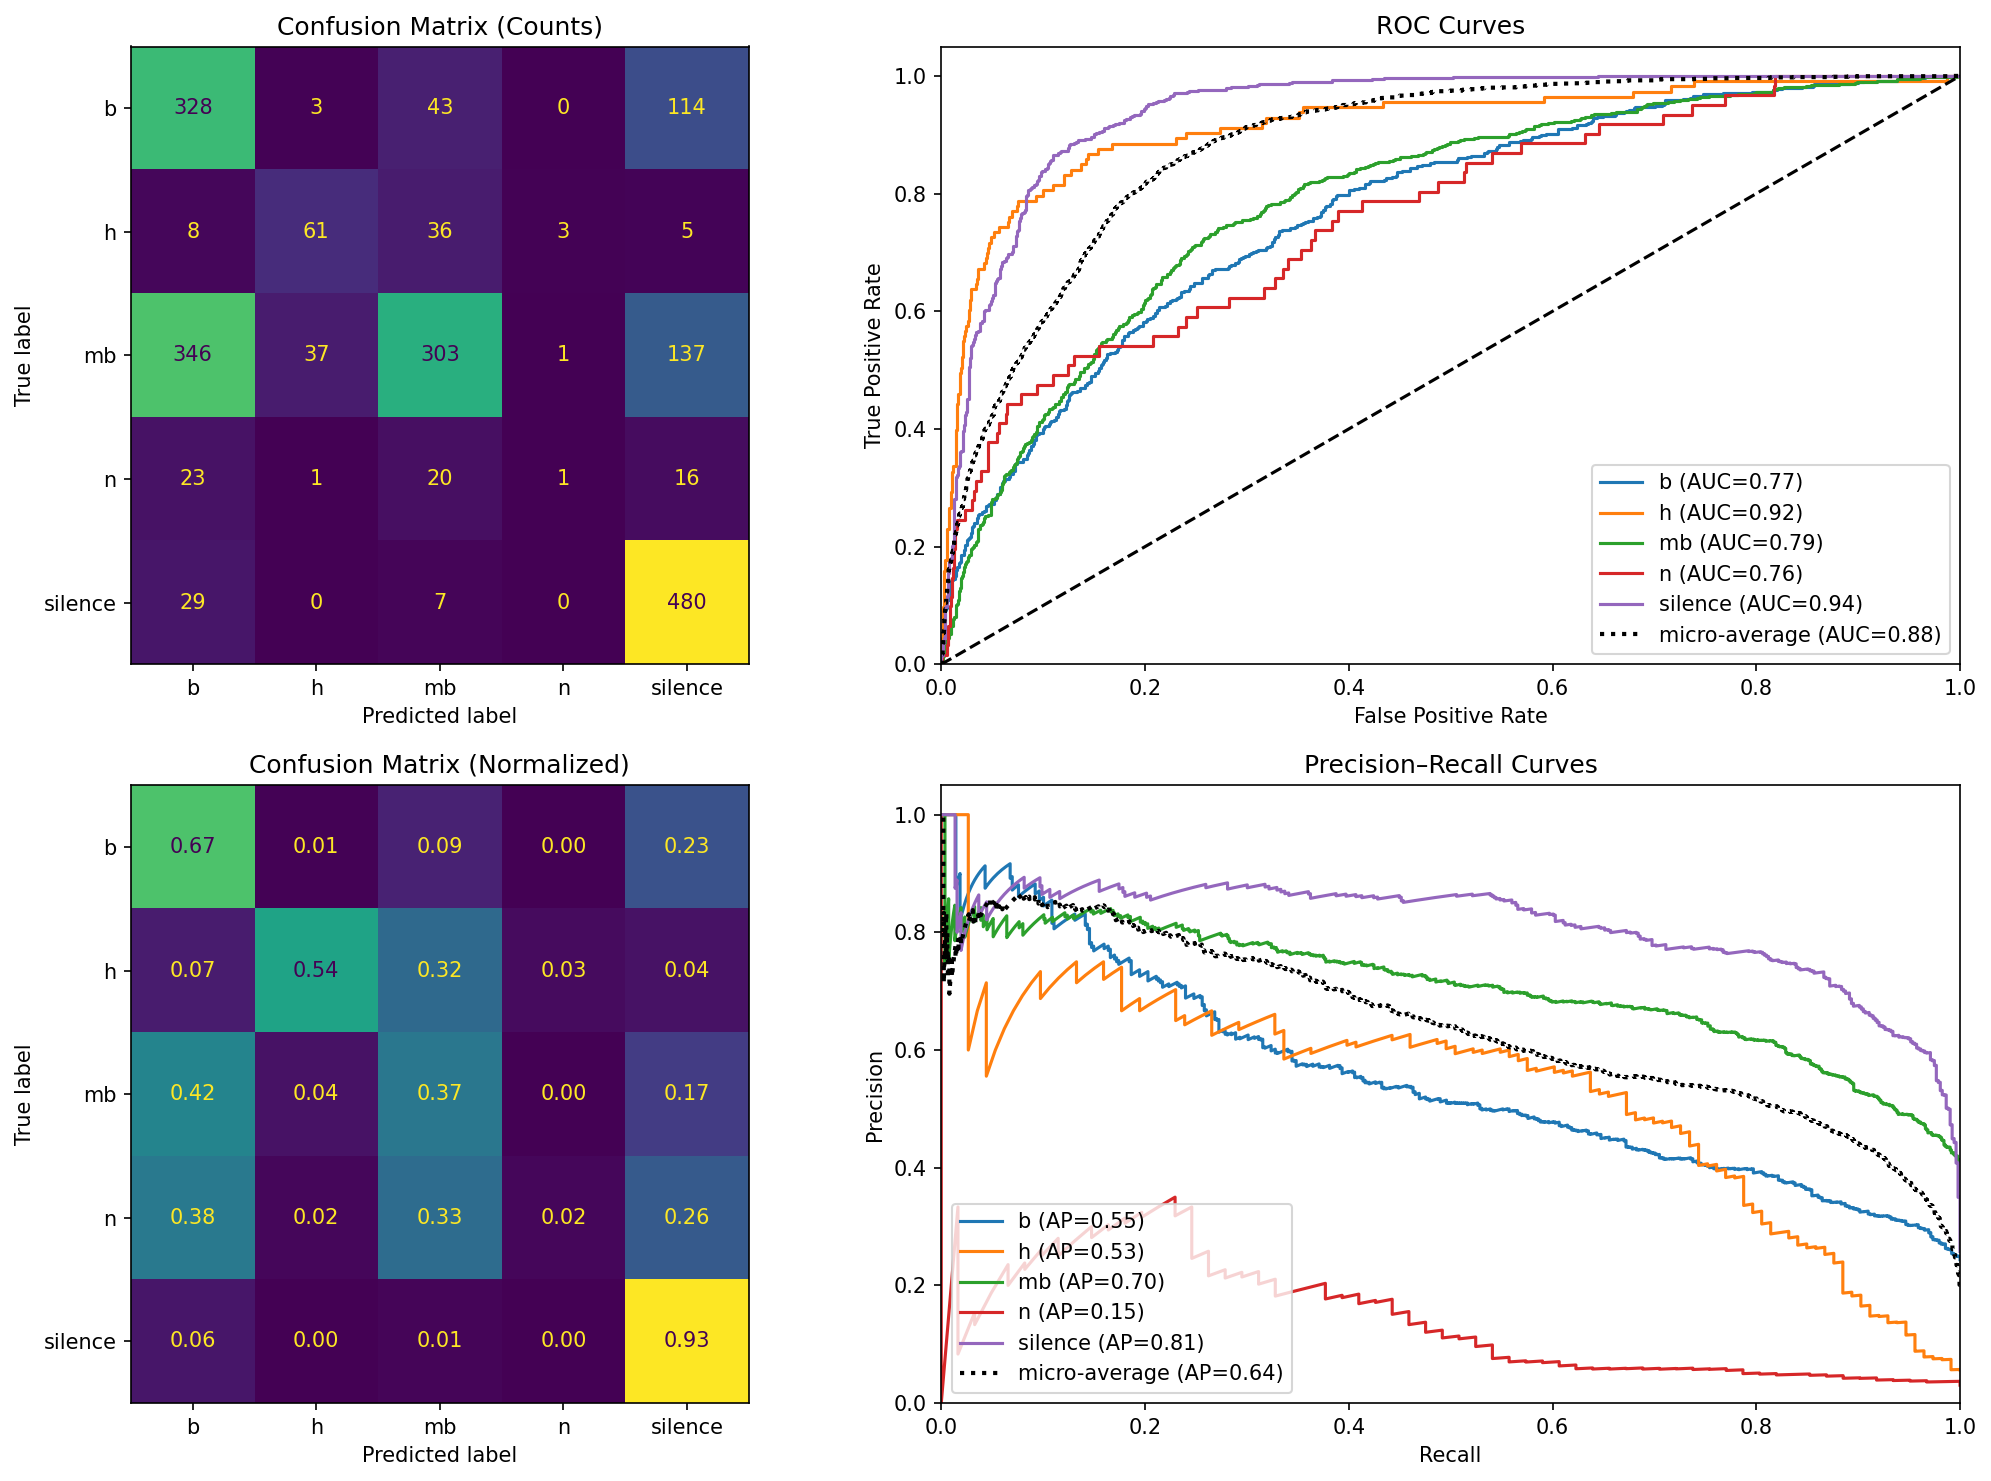 Confusion Matrix (Counts)
True label
b
328
3
43
0
114
h
8
61
36
3
5
mb
346
37
303
1
137
n
23
1
20
1
16
silence
29
0
7
0
480
b
h
mb
n
silence
Predicted label
ROC Curves
True Positive Rate
1.0
0.8
0.6
0.4
0.2
0.0
b (AUC=0.77)
h (AUC=0.92)
mb (AUC=0.79)
n (AUC=0.76)
silence (AUC=0.94)
micro-average (AUC=0.88)
0.0
0.2
0.4
0.6
0.8
1.0
False Positive Rate
Confusion Matrix (Normalized)
True label
b
0.67
0.01
0.09
0.00
0.23
h
0.07
0.54
0.32
0.03
0.04
mb
0.42
0.04
0.37
0.00
0.17
n
0.38
0.02
0.33
0.02
0.26
silence
0.06
0.00
0.01
0.00
0.93
b
h
mb
n
silence
Predicted label
Precision–Recall Curves
Precision
1.0
0.8
0.6
0.4
0.2
0.0
b (AP=0.55)
h (AP=0.53)
mb (AP=0.70)
n (AP=0.15)
silence (AP=0.81)
micro-average (AP=0.64)
0.0
0.2
0.4
0.6
0.8
1.0
Recall